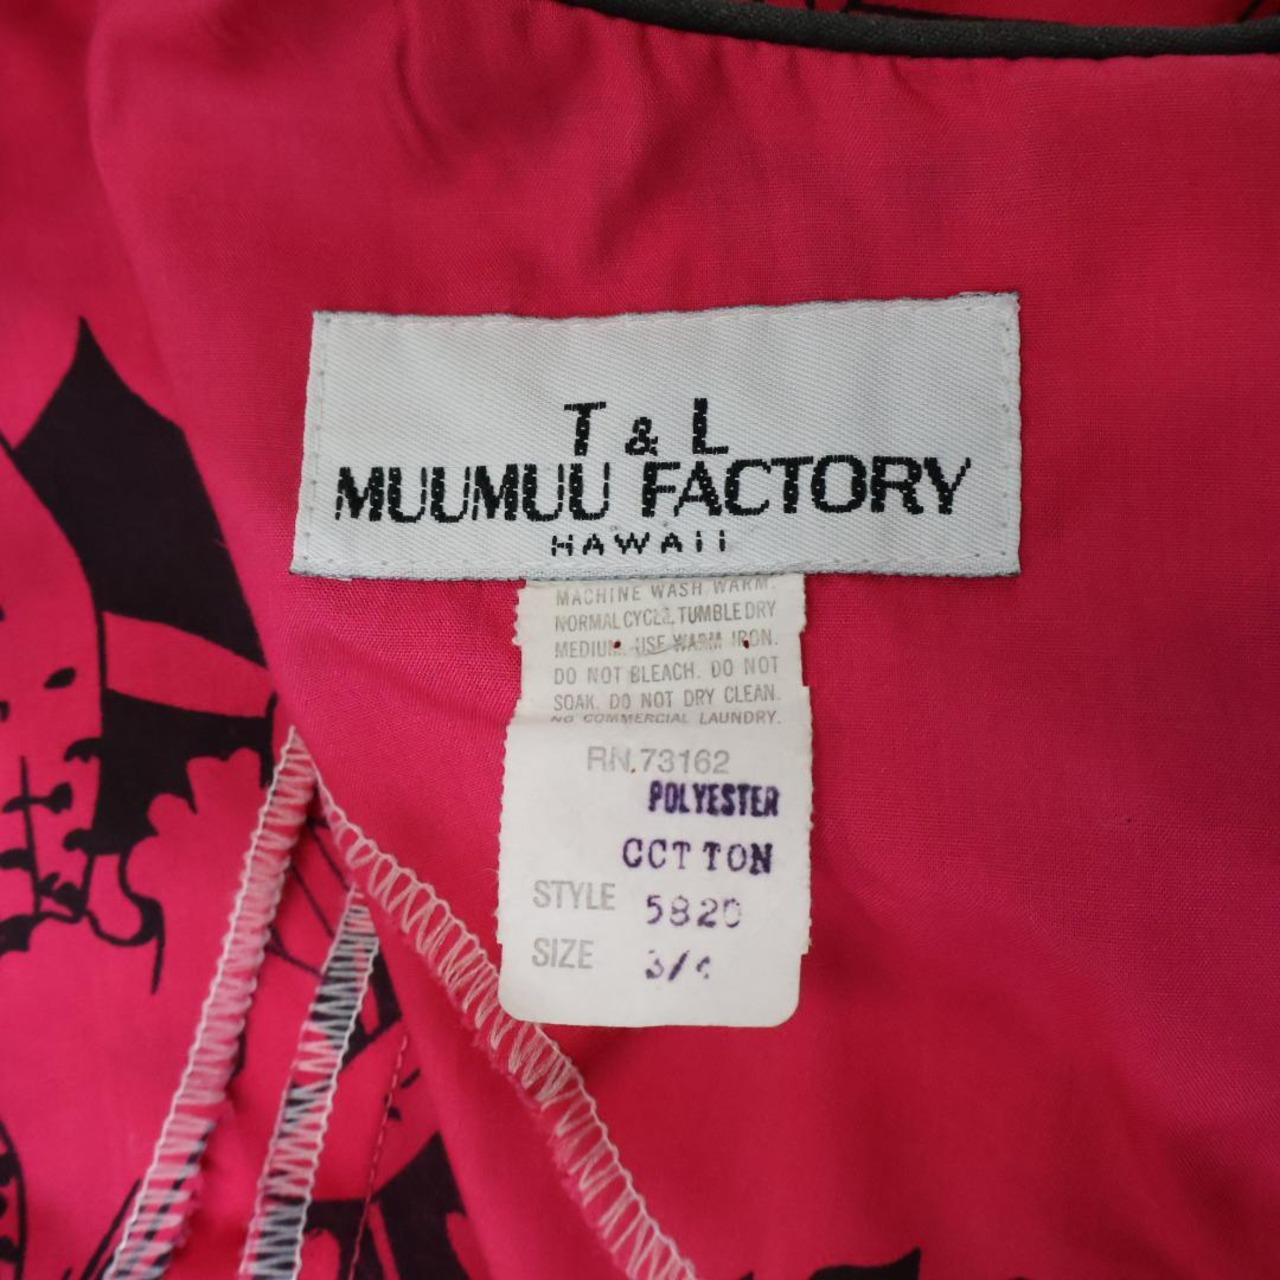 T & L
MUUMUU FACTORY
HAWAII
MACHINE WASH WARM.
NORMAL CYCLE, TUMBLE DRY
MEDIUM. USE WARM IRON.
DO NOT BLEACH. DO NOT
SOAK. DO NOT DRY CLEAN.
NO COMMERCIAL LAUNDRY.
RN.73162
POLYESTER
COTTON
STYLE 5820
SIZE 3/4